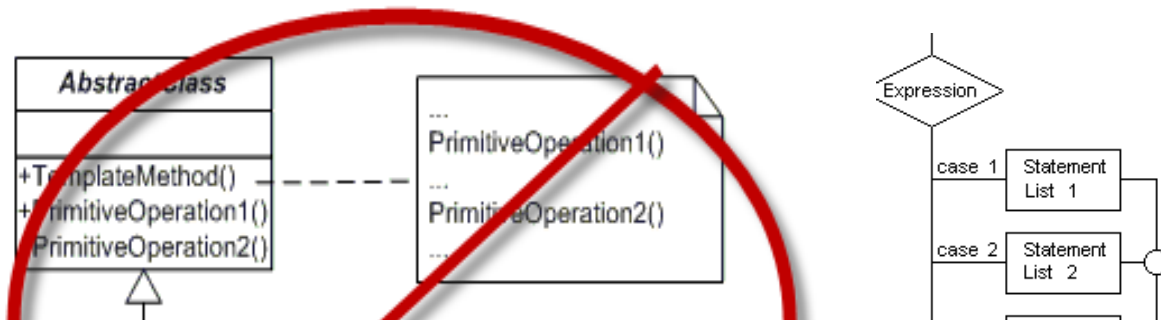 AbstractClass
+TemplateMethod()
+PrimitiveOperation1()
PrimitiveOperation2()
...
PrimitiveOperation1()
...
PrimitiveOperation2()
...
Expression
case 1
Statement
List 1
case 2
Statement
List 2